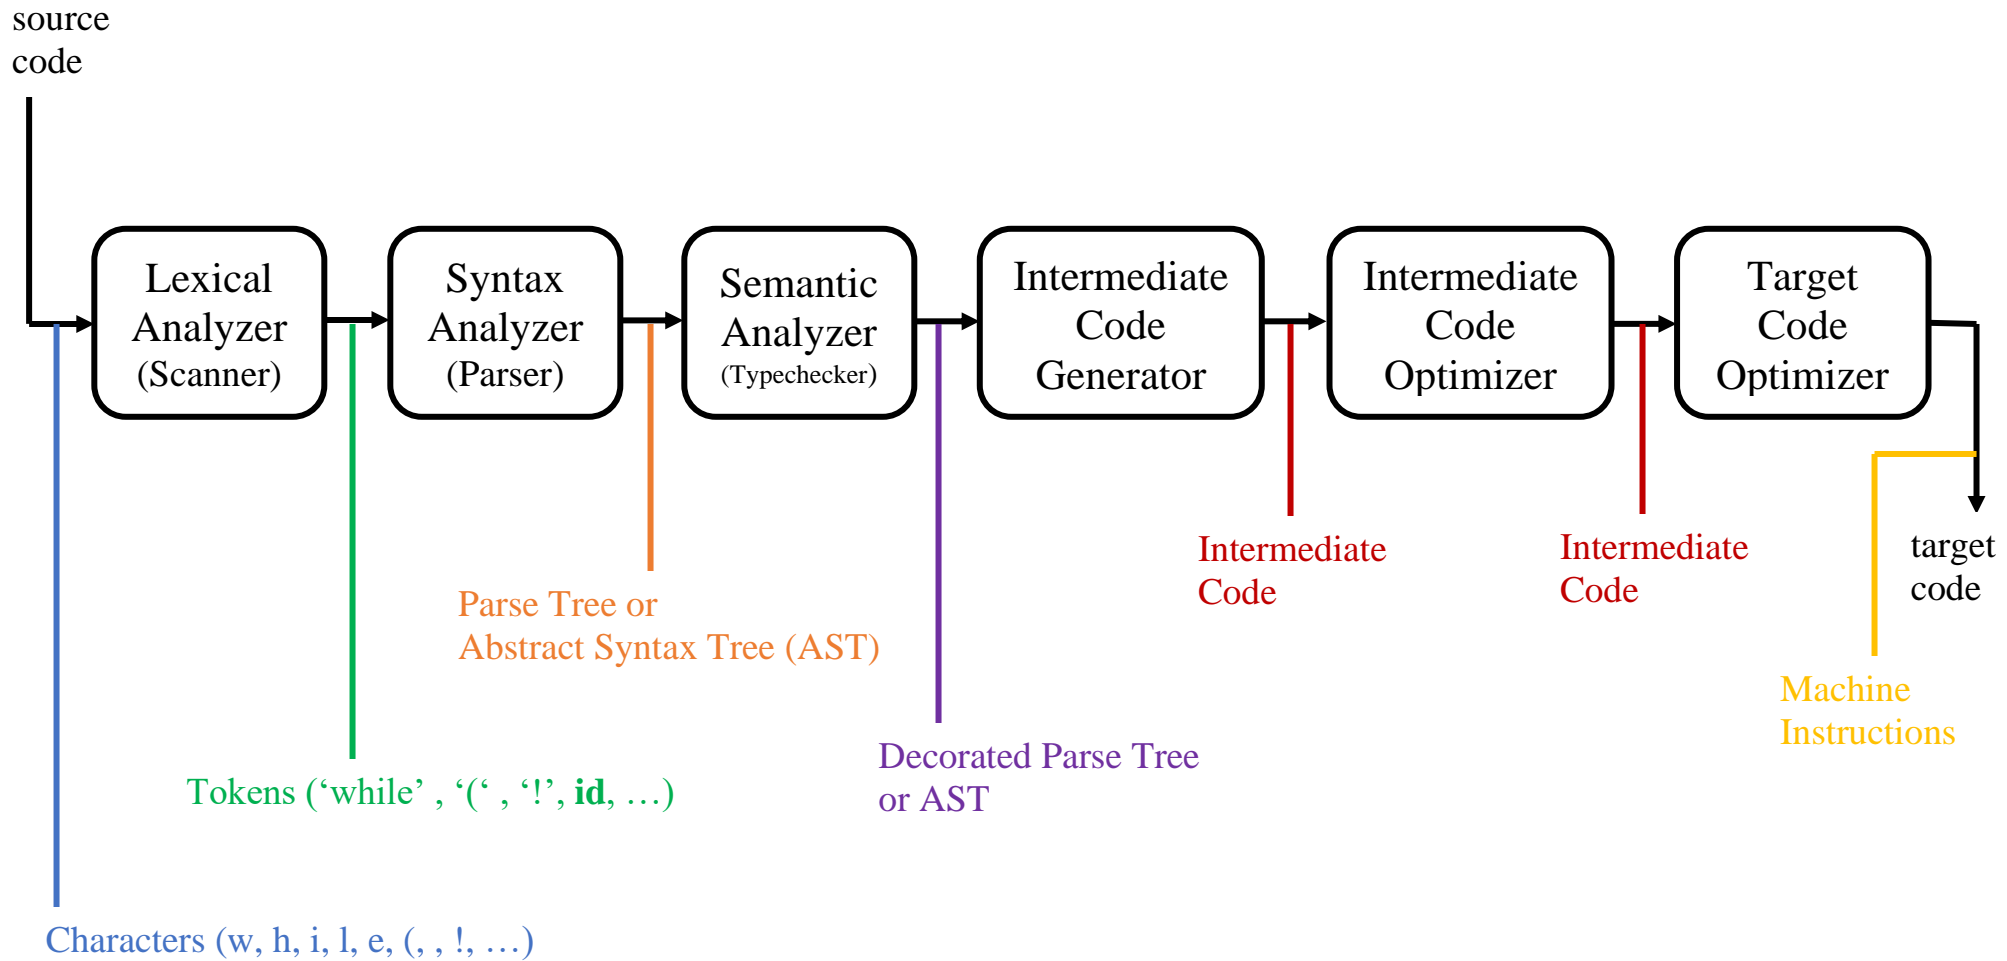 source
code
Lexical
Analyzer
(Scanner)
Syntax
Analyzer
(Parser)
Semantic
Analyzer
(Typechecker)
Intermediate
Code
Generator
Intermediate
Code
Optimizer
Target
Code
Optimizer
Intermediate
Code
Intermediate
Code
target
code
Parse Tree or
Abstract Syntax Tree (AST)
Machine
Instructions
Decorated Parse Tree
or AST
Tokens (‘while’ , ‘(‘ , ‘!’, id, …)
Characters (w, h, i, l, e, (, , !, …)